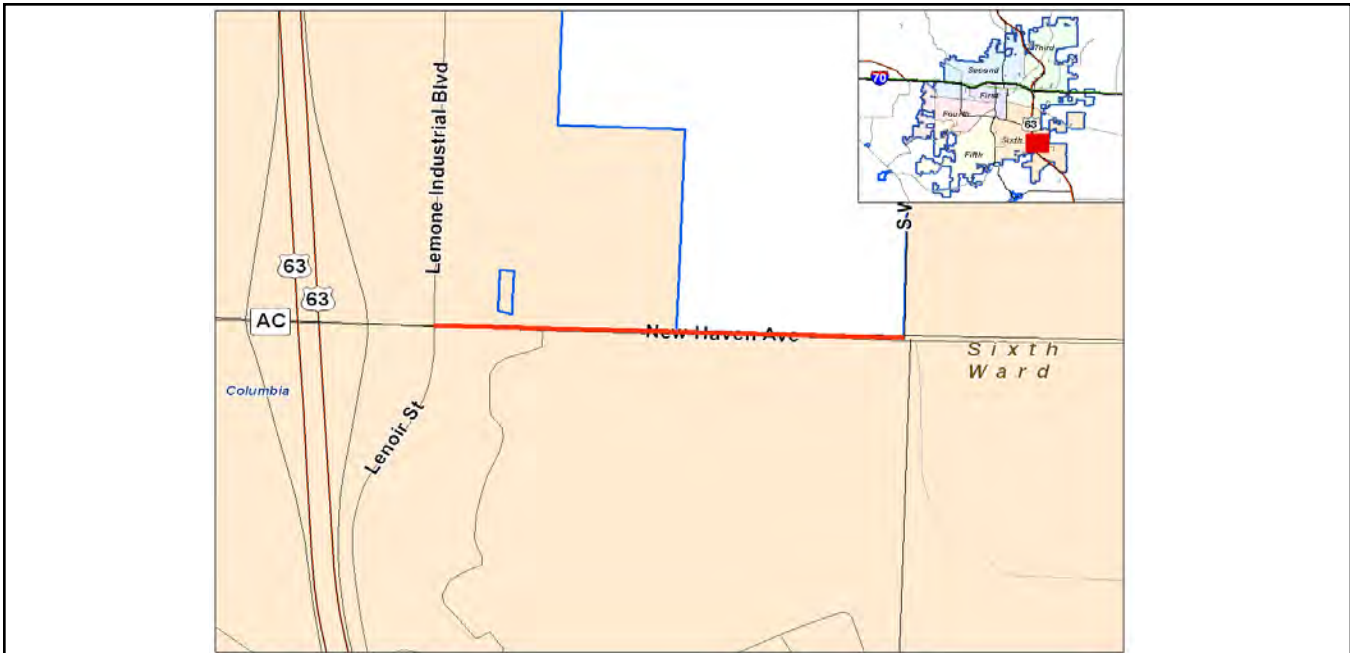 Lemone Industrial Blvd
63
63
AC
New Haven Ave
Sixth
Ward
Columbia
Lenoir St
S W
70
Third
Second
First
Fourth
63
Sixth
Fifth